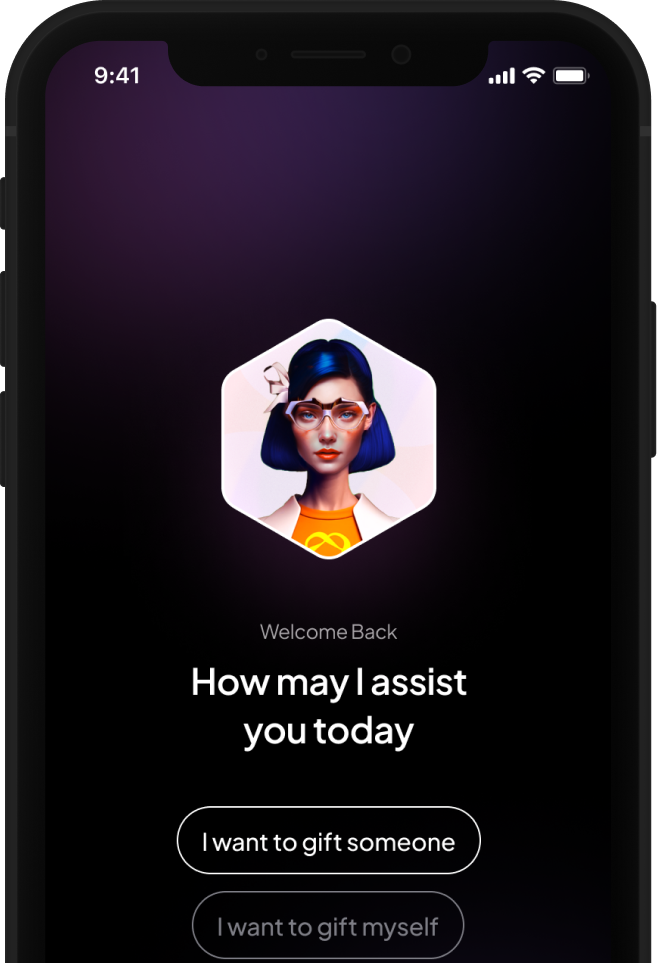 9:41
Welcome Back
How may I assist
you today
I want to gift someone
I want to gift myself